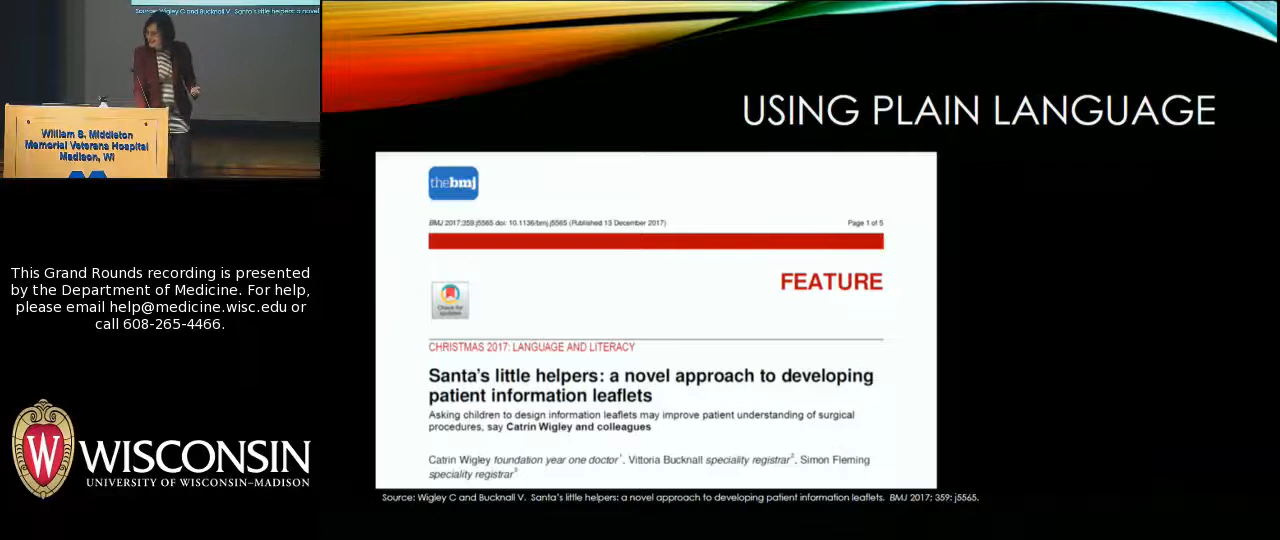 Source: Wigley C and Bucknall V. Santa's little helpers: a novel
William S. Middleton
Memorial Veterans Hospital
Madison, WI
This Grand Rounds recording is presented
by the Department of Medicine. For help,
please email help@medicine.wisc.edu or
call 608-265-4466.
W WISCONSIN
UNIVERSITY OF WISCONSIN–MADISON
USING PLAIN LANGUAGE
thebmj
BMJ 2017;359:j5565 doi: 10.1136/bmj.j5565 (Published 13 December 2017) Page 1 of 5
FEATURE
Check for
updates
CHRISTMAS 2017: LANGUAGE AND LITERACY
Santa's little helpers: a novel approach to developing
patient information leaflets
Asking children to design information leaflets may improve patient understanding of surgical
procedures, say Catrin Wigley and colleagues
Catrin Wigley foundation year one doctor¹, Vittoria Bucknall speciality registrar², Simon Fleming
speciality registrar³
Source: Wigley C and Bucknall V. Santa's little helpers: a novel approach to developing patient information leaflets. BMJ 2017; 359: j5565.